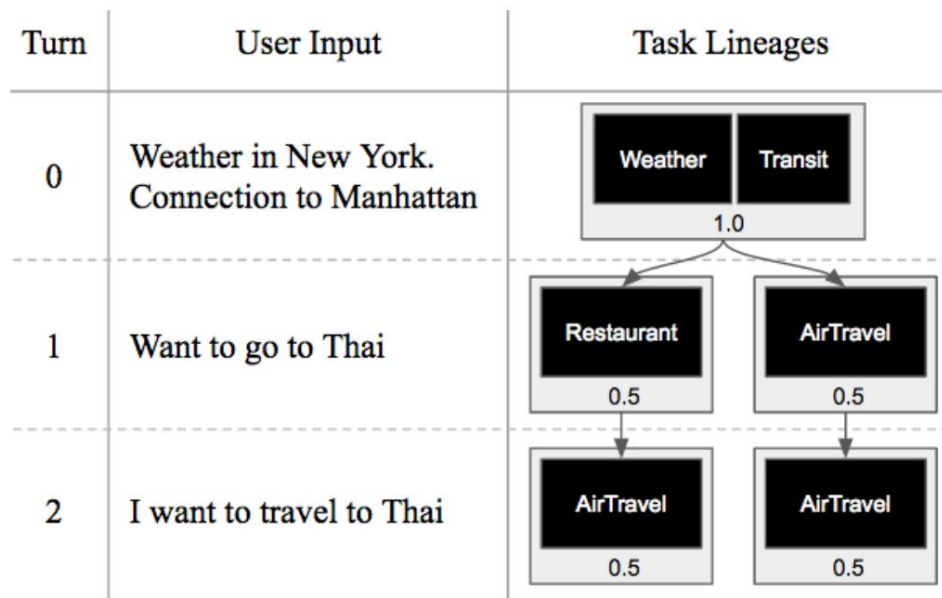 Turn User Input Task Lineages
0 Weather in New York.
Connection to Manhattan
Weather Transit
1.0
1 Want to go to Thai
Restaurant AirTravel
0.5 0.5
2 I want to travel to Thai
AirTravel AirTravel
0.5 0.5